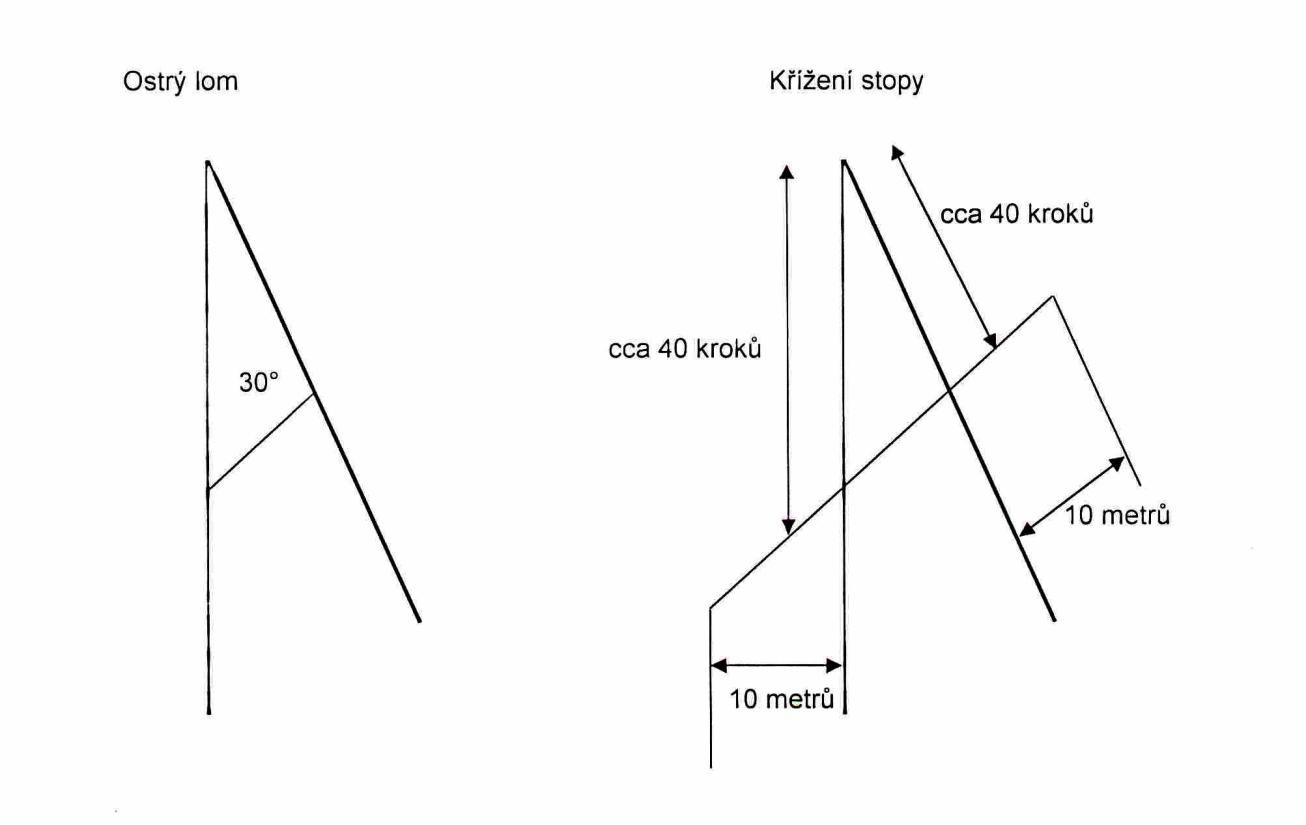 Ostrý lom
Křížení stopy
cca 40 kroků
cca 40 kroků
30°
10 metrů
10 metrů